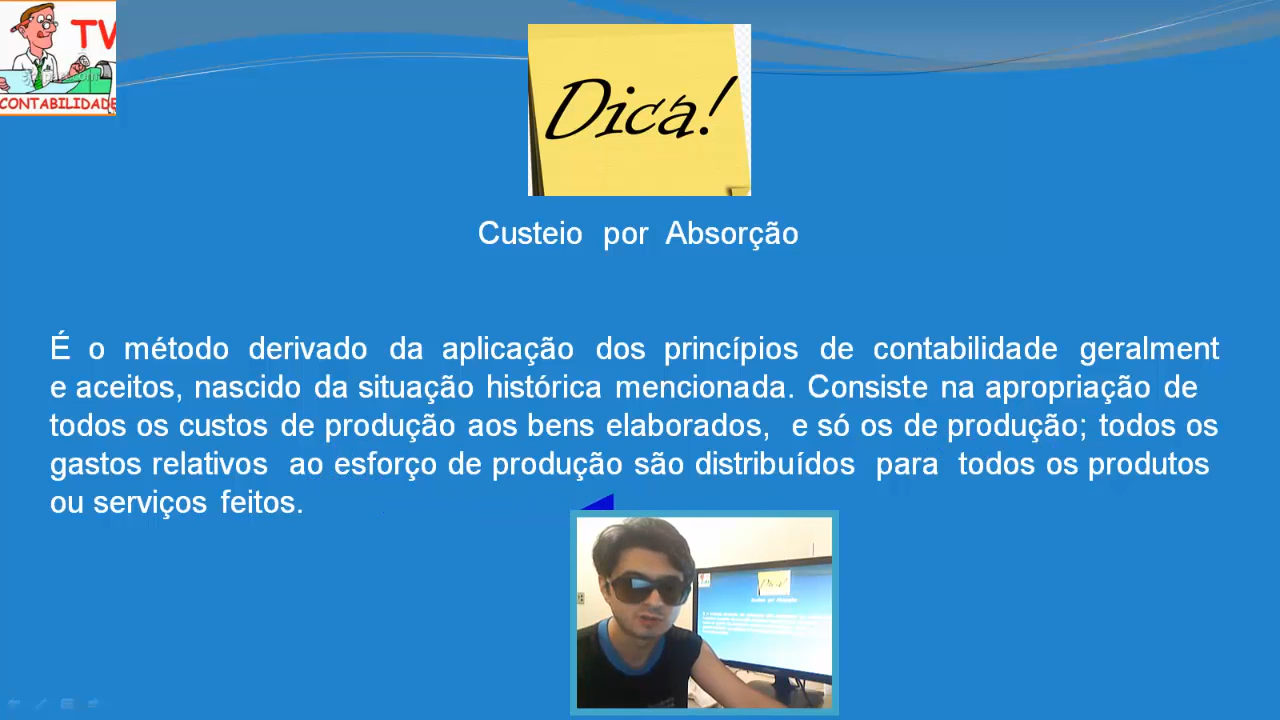 TV
CONTABILIDADE
Dica!
Custeio por Absorção
É o método derivado da aplicação dos princípios de contabilidade geralment
e aceitos, nascido da situação histórica mencionada. Consiste na apropriação de
todos os custos de produção aos bens elaborados, e só os de produção; todos os
gastos relativos ao esforço de produção são distribuídos para todos os produtos
ou serviços feitos.